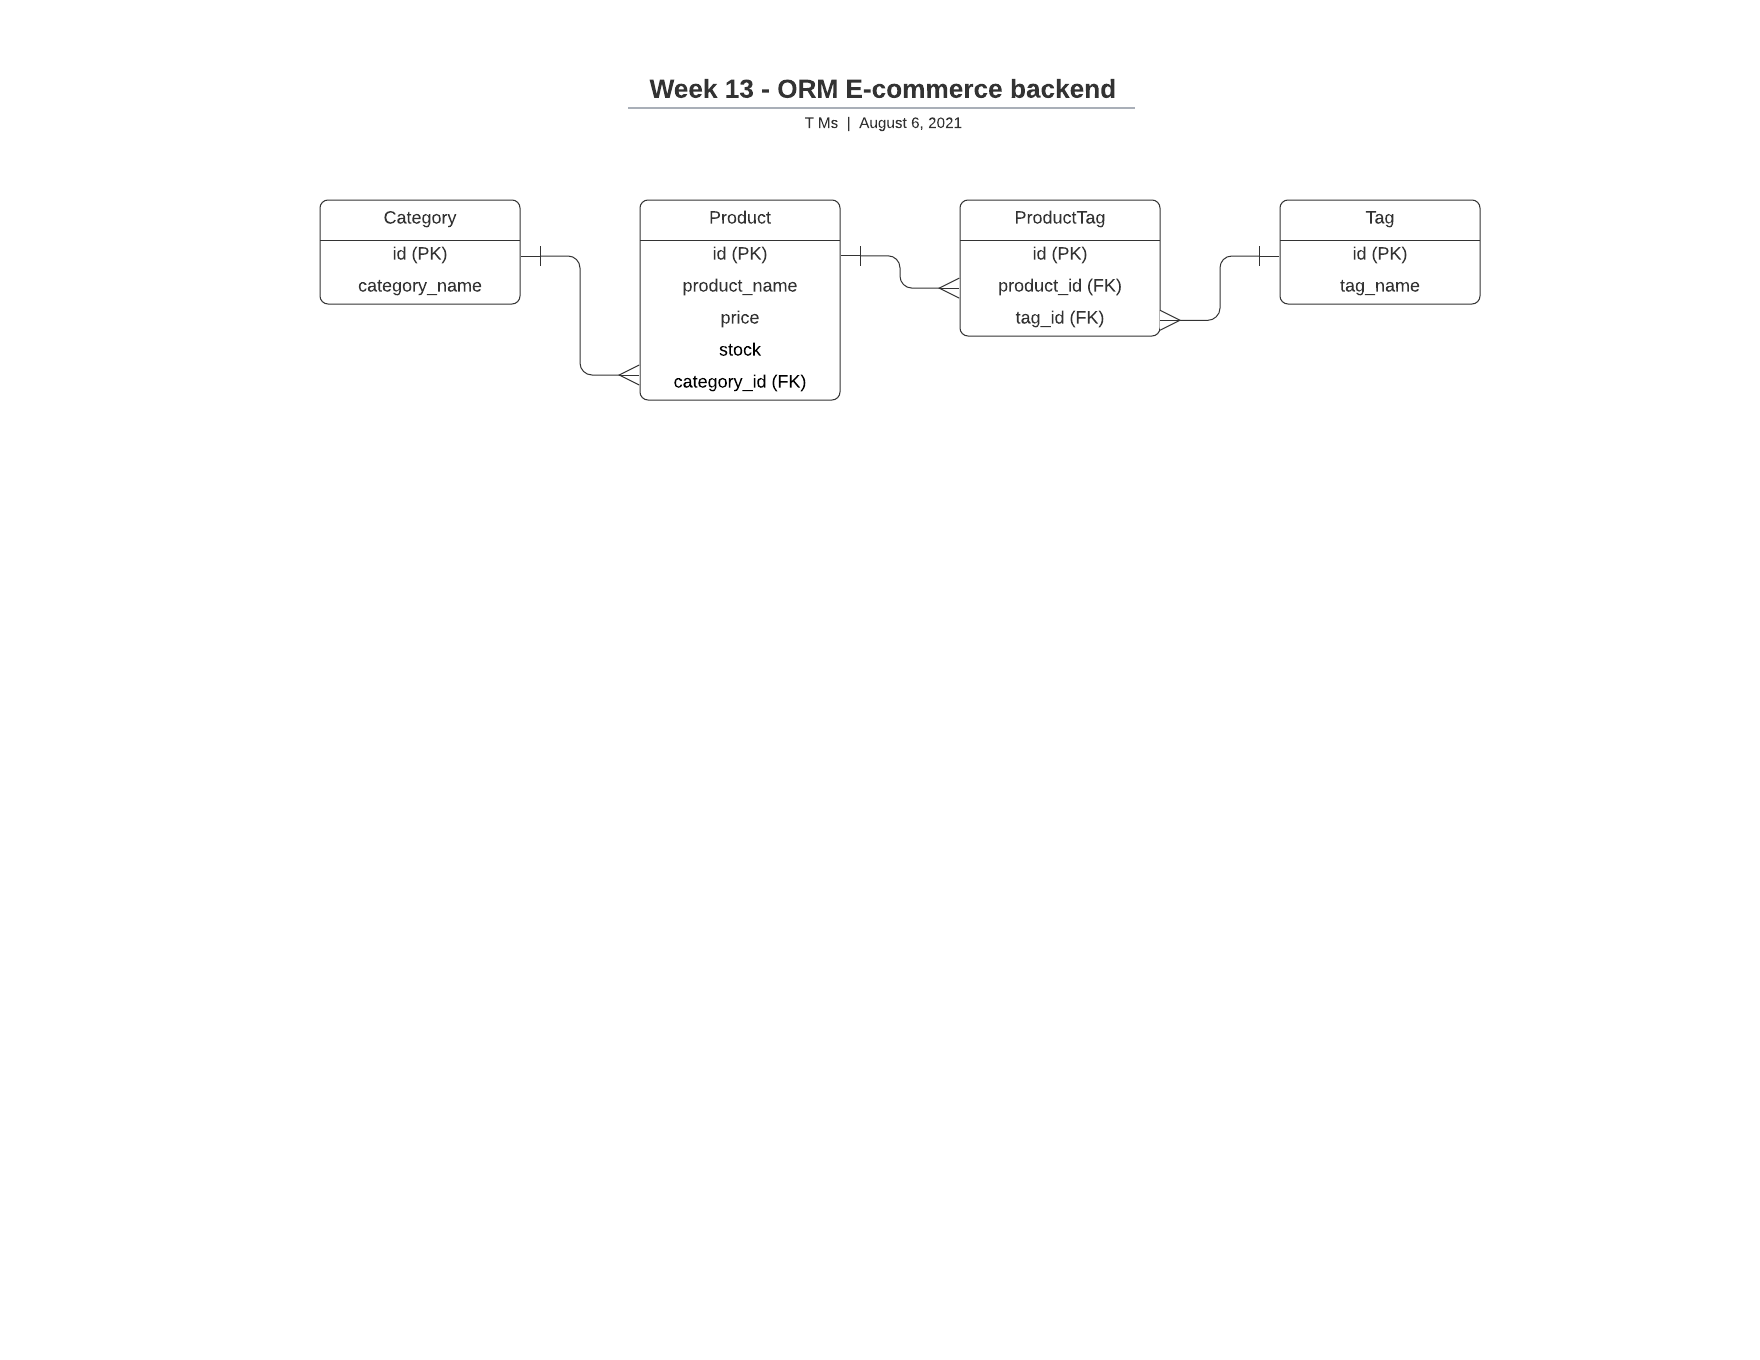 Week 13 - ORM E-commerce backend
T Ms | August 6, 2021
Category
id (PK)
category_name
Product
id (PK)
product_name
price
stock
category_id (FK)
ProductTag
id (PK)
product_id (FK)
tag_id (FK)
Tag
id (PK)
tag_name